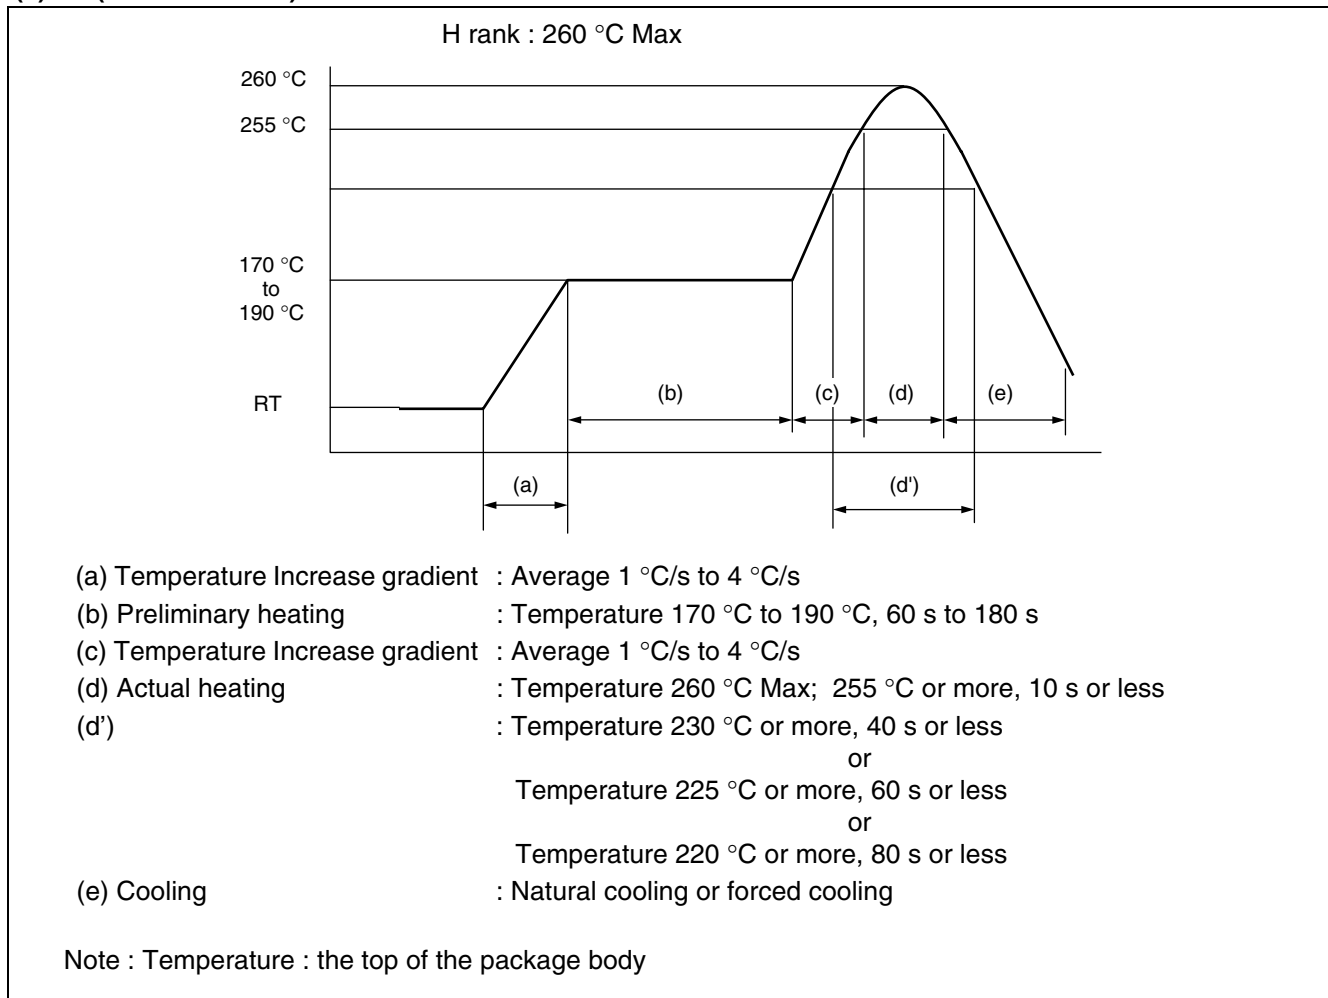 H rank : 260 °C Max
260 °C
255 °C
170 °C
to
190 °C
RT
(b)
(c)
(d)
(e)
(a)
(d')
(a) Temperature Increase gradient : Average 1 °C/s to 4 °C/s
(b) Preliminary heating : Temperature 170 °C to 190 °C, 60 s to 180 s
(c) Temperature Increase gradient : Average 1 °C/s to 4 °C/s
(d) Actual heating : Temperature 260 °C Max; 255 °C or more, 10 s or less
(d’) : Temperature 230 °C or more, 40 s or less
or
Temperature 225 °C or more, 60 s or less
or
Temperature 220 °C or more, 80 s or less
(e) Cooling : Natural cooling or forced cooling
Note : Temperature : the top of the package body